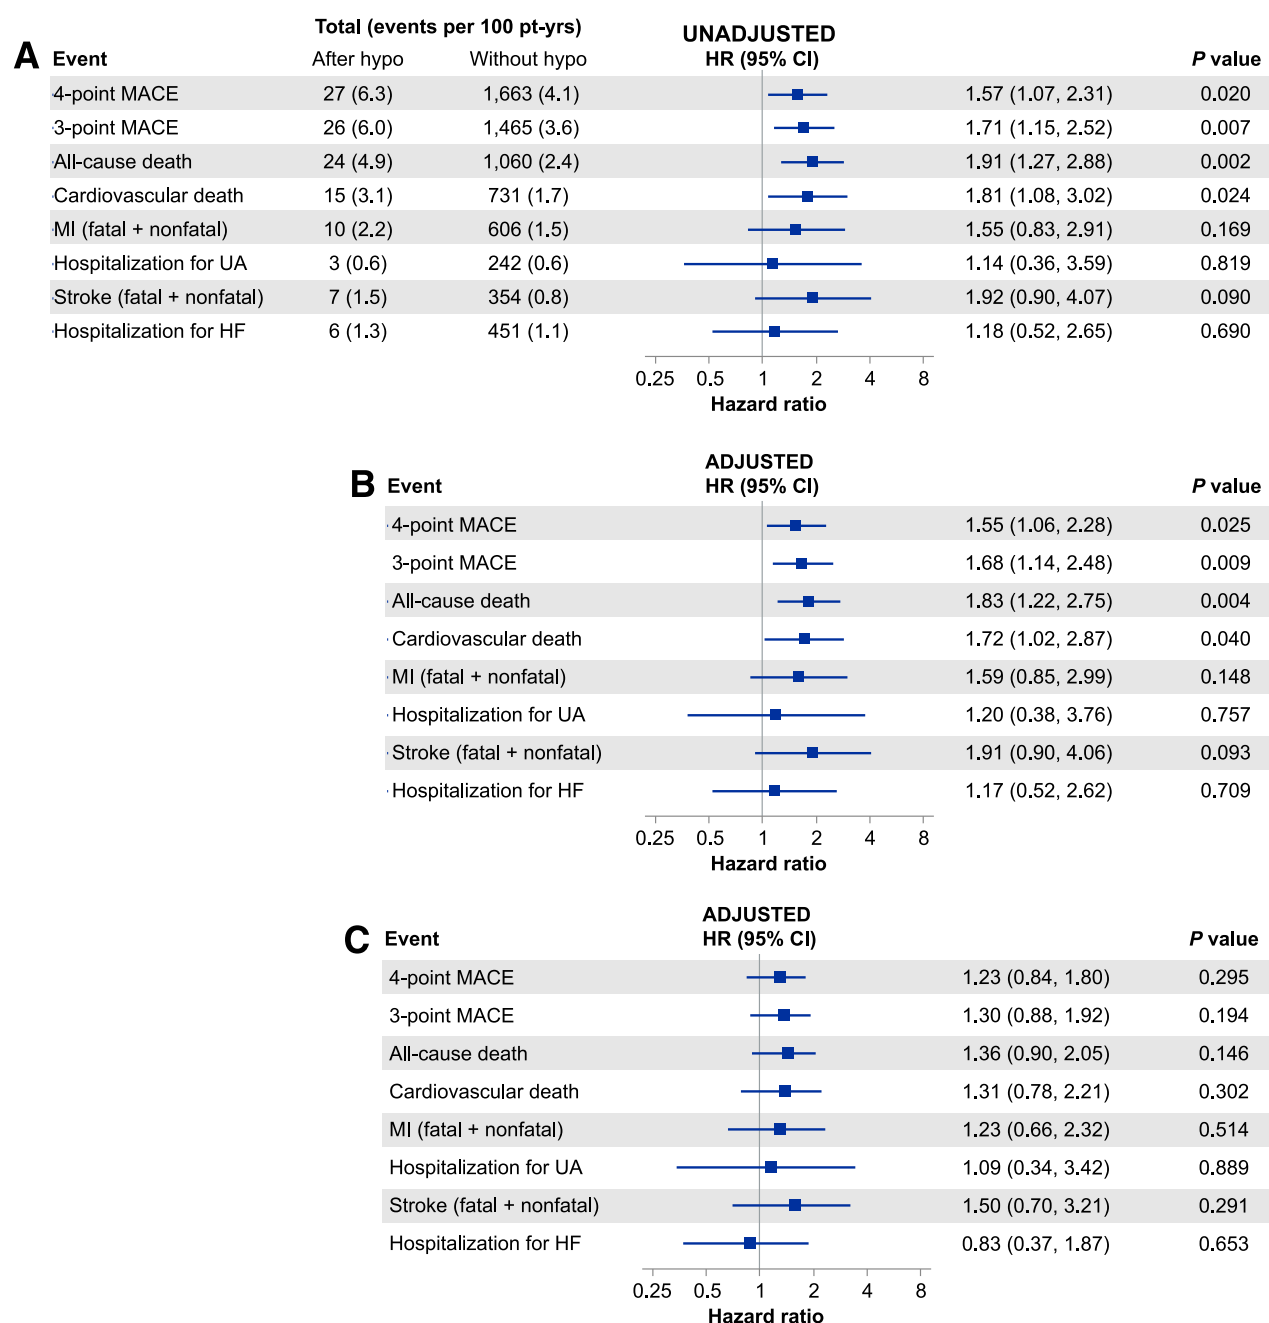 Total (events per 100 pt-yrs) UNADJUSTED
A Event After hypo Without hypo HR (95% CI) P value
4-point MACE 27 (6.3) 1,663 (4.1) 1.57 (1.07, 2.31) 0.020
3-point MACE 26 (6.0) 1,465 (3.6) 1.71 (1.15, 2.52) 0.007
All-cause death 24 (4.9) 1,060 (2.4) 1.91 (1.27, 2.88) 0.002
Cardiovascular death 15 (3.1) 731 (1.7) 1.81 (1.08, 3.02) 0.024
MI (fatal + nonfatal) 10 (2.2) 606 (1.5) 1.55 (0.83, 2.91) 0.169
Hospitalization for UA 3 (0.6) 242 (0.6) 1.14 (0.36, 3.59) 0.819
Stroke (fatal + nonfatal) 7 (1.5) 354 (0.8) 1.92 (0.90, 4.07) 0.090
Hospitalization for HF 6 (1.3) 451 (1.1) 1.18 (0.52, 2.65) 0.690
0.25 0.5 1 2 4 8
Hazard ratio
ADJUSTED
B Event HR (95% CI) P value
4-point MACE 1.55 (1.06, 2.28) 0.025
3-point MACE 1.68 (1.14, 2.48) 0.009
All-cause death 1.83 (1.22, 2.75) 0.004
Cardiovascular death 1.72 (1.02, 2.87) 0.040
MI (fatal + nonfatal) 1.59 (0.85, 2.99) 0.148
Hospitalization for UA 1.20 (0.38, 3.76) 0.757
Stroke (fatal + nonfatal) 1.91 (0.90, 4.06) 0.093
Hospitalization for HF 1.17 (0.52, 2.62) 0.709
0.25 0.5 1 2 4 8
Hazard ratio
ADJUSTED
C Event HR (95% CI) P value
4-point MACE 1.23 (0.84, 1.80) 0.295
3-point MACE 1.30 (0.88, 1.92) 0.194
All-cause death 1.36 (0.90, 2.05) 0.146
Cardiovascular death 1.31 (0.78, 2.21) 0.302
MI (fatal + nonfatal) 1.23 (0.66, 2.32) 0.514
Hospitalization for UA 1.09 (0.34, 3.42) 0.889
Stroke (fatal + nonfatal) 1.50 (0.70, 3.21) 0.291
Hospitalization for HF 0.83 (0.37, 1.87) 0.653
0.25 0.5 1 2 4 8
Hazard ratio